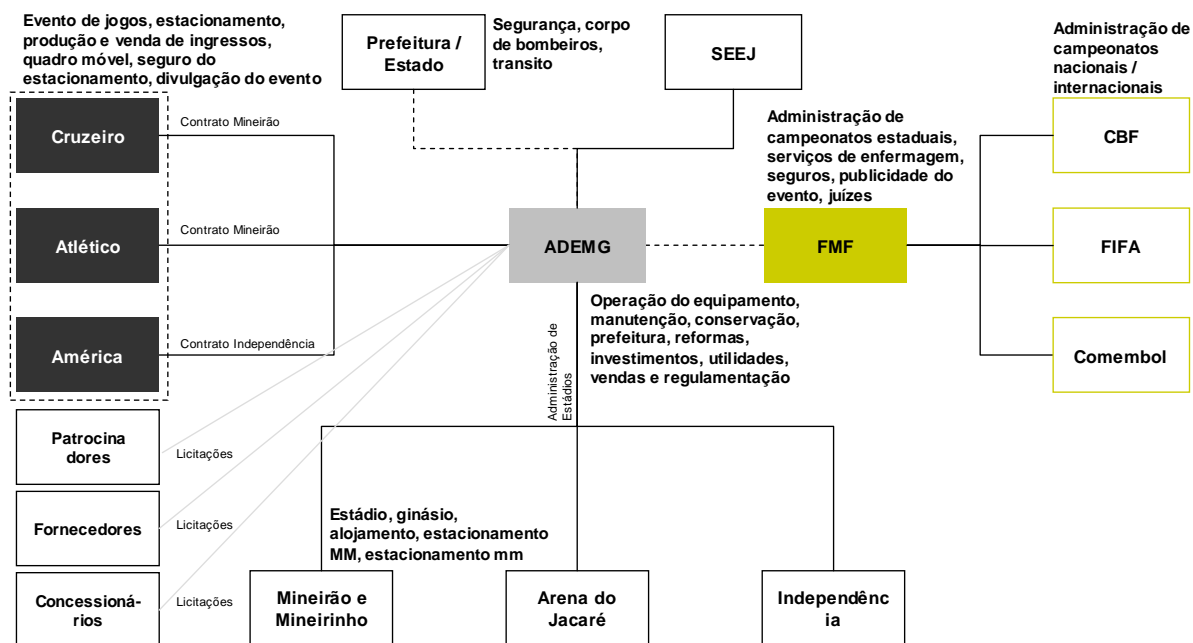 Evento de jogos, estacionamento,
produção e venda de ingressos,
quadro móvel, seguro do
estacionamento, divulgação do evento
Prefeitura /
Estado
Segurança, corpo
de bombeiros,
transito
SEEJ
Administração de
campeonatos
nacionais /
internacionais
Cruzeiro
Contrato Mineirão
Administração de
campeonatos estaduais,
serviços de enfermagem,
seguros, publicidade do
evento, juízes
CBF
Atlético
Contrato Mineirão
ADEMG
FMF
FIFA
América
Contrato Independência
Administração de
Estádios
Operação do equipamento,
manutenção, conservação,
prefeitura, reformas,
investimentos, utilidades,
vendas e regulamentação
Comembol
Patrocina
dores
Licitações
Fornecedores
Licitações
Estádio, ginásio,
alojamento, estacionamento
MM, estacionamento mm
Concessioná-
rios
Licitações
Mineirão e
Mineirinho
Arena do
Jacaré
Independênc
ia